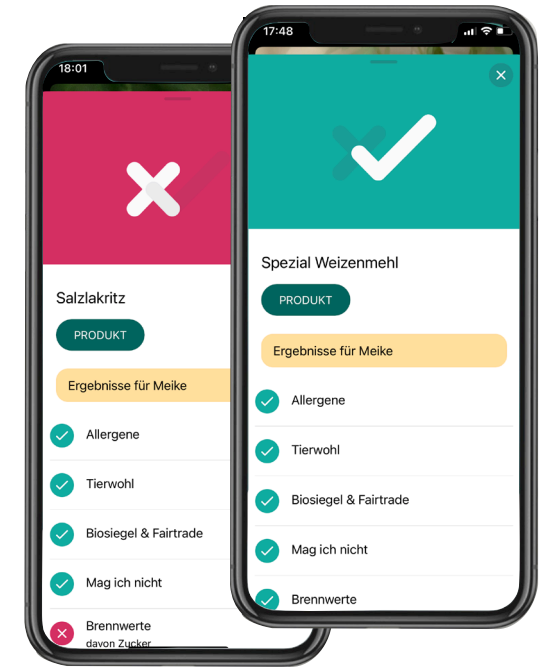 18:01
Salzlakritz
PRODUKT
Ergebnisse für Meike
Allergene
Tierwohl
Biosiegel & Fairtrade
Mag ich nicht
Brennwerte
davon Zucker
17:48
Spezial Weizenmehl
PRODUKT
Ergebnisse für Meike
Allergene
Tierwohl
Biosiegel & Fairtrade
Mag ich nicht
Brennwerte